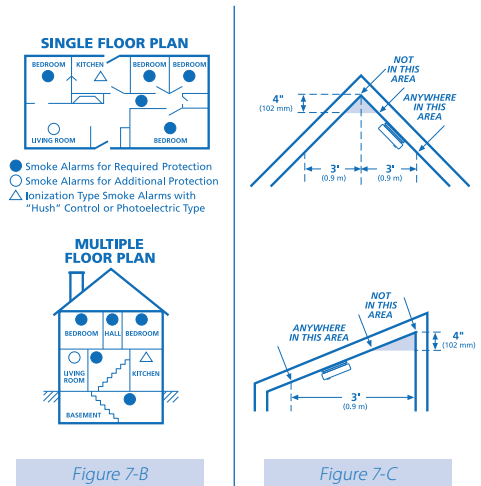 SINGLE FLOOR PLAN
BEDROOM KITCHEN BEDROOM BEDROOM
LIVING ROOM BEDROOM
Smoke Alarms for Required Protection
Smoke Alarms for Additional Protection
Ionization Type Smoke Alarms with
"Hush" Control or Photoelectric Type
MULTIPLE
FLOOR PLAN
BEDROOM HALL BEDROOM
LIVING
ROOM
KITCHEN
BASEMENT
Figure 7-B
NOT
IN THIS
AREA
ANYWHERE
IN THIS
AREA
4"
(102 mm)
3' 3'
(0.9 m) (0.9 m)
NOT
IN THIS
AREA
ANYWHERE
IN THIS AREA
4"
(102 mm)
3'
(0.9 m)
Figure 7-C